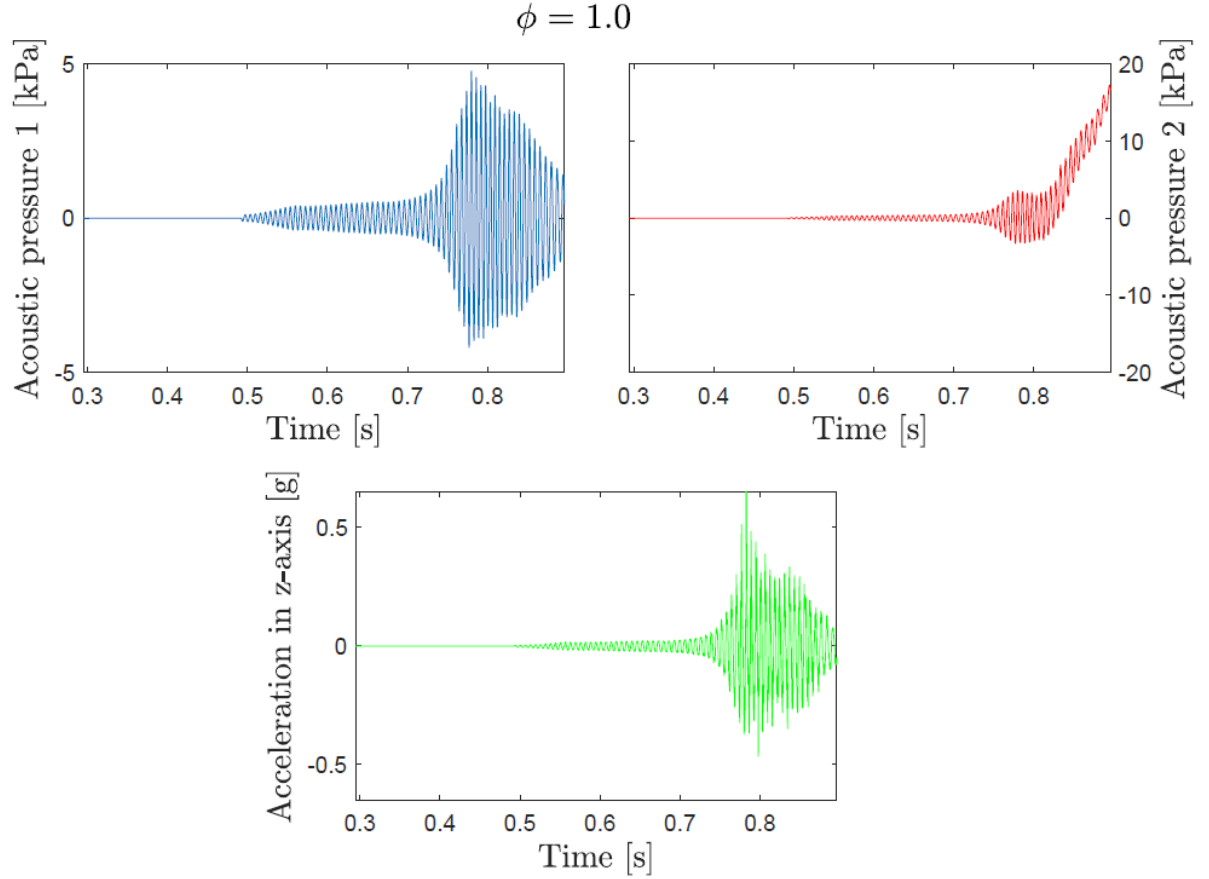 ϕ = 1.0
Acoustic pressure 1 [kPa]
5
0
-5
0.3 0.4 0.5 0.6 0.7 0.8
Time [s]
20
10
0
-10
-20
Acoustic pressure 2 [kPa]
0.3 0.4 0.5 0.6 0.7 0.8
Time [s]
Acceleration in z-axis [g]
0.5
0
-0.5
0.3 0.4 0.5 0.6 0.7 0.8
Time [s]